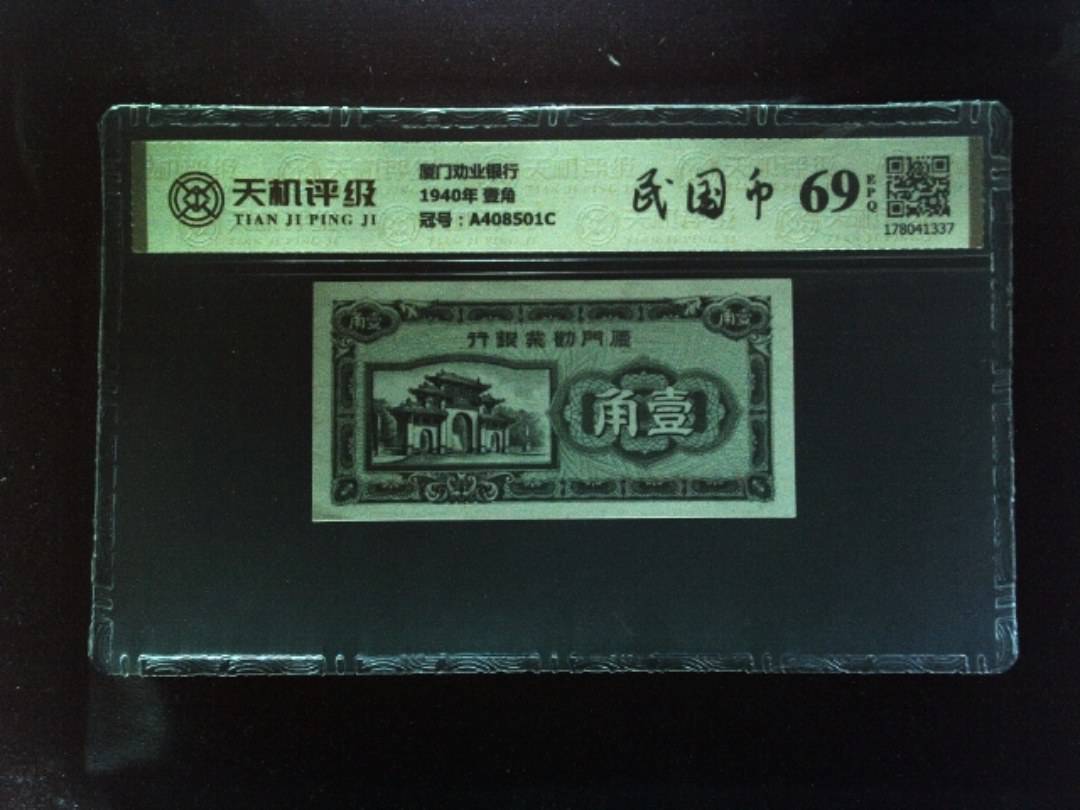 天机评级
TIAN JI PING JI
厦门劝业银行
1940年 壹角
冠号：A408501C
民国币
69
EPQ
178041337
角壹
角壹
行銀業勸門厦
角壹